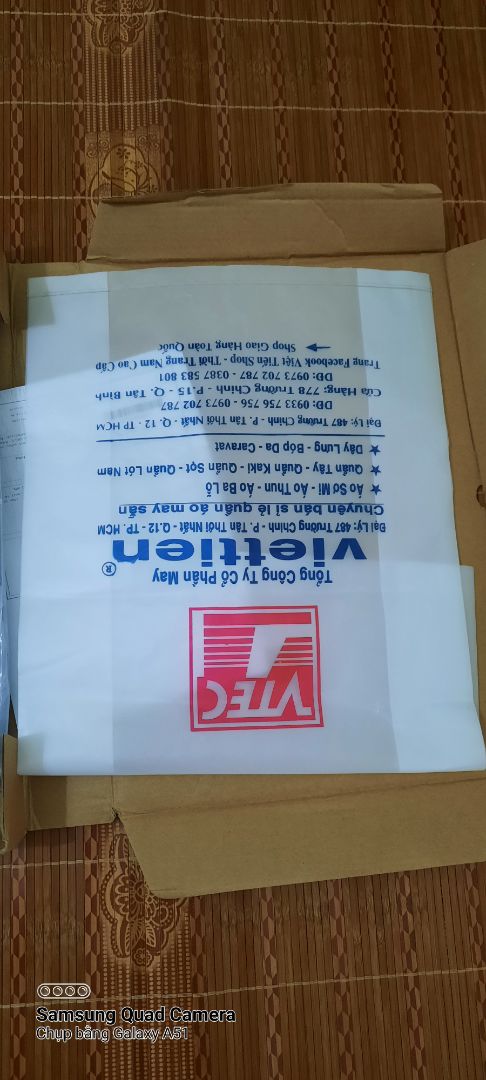 VTEC
Tổng Công Ty Cổ Phần May
viettien®
Đại Lý: 487 Trường Chinh - P. Tân Thới Nhất - Q.12 - TP. HCM
Chuyên bán sỉ lẻ quần áo may sẵn
★ Áo Sơ Mi - Áo Thun - Áo Ba Lỗ
★ Quần Tây - Quần Kaki - Quần Sọt - Quần Lót Nam
★ Dây Lưng - Bóp Da - Caravat
Đại Lý: 487 Trường Chinh - P. Tân Thới Nhất - Q. 12 - TP HCM
DĐ: 0933 756 756 - 0973 702 787
Cửa Hàng: 778 Trường Chinh - P.15 - Q. Tân Bình
DĐ: 0973 702 787 - 0387 583 801
Trang Facebook Việt Tiến Shop - Thời Trang Nam Cao Cấp
Shop Giao Hàng Toàn Quốc
Samsung Quad Camera
Chụp bằng Galaxy A51